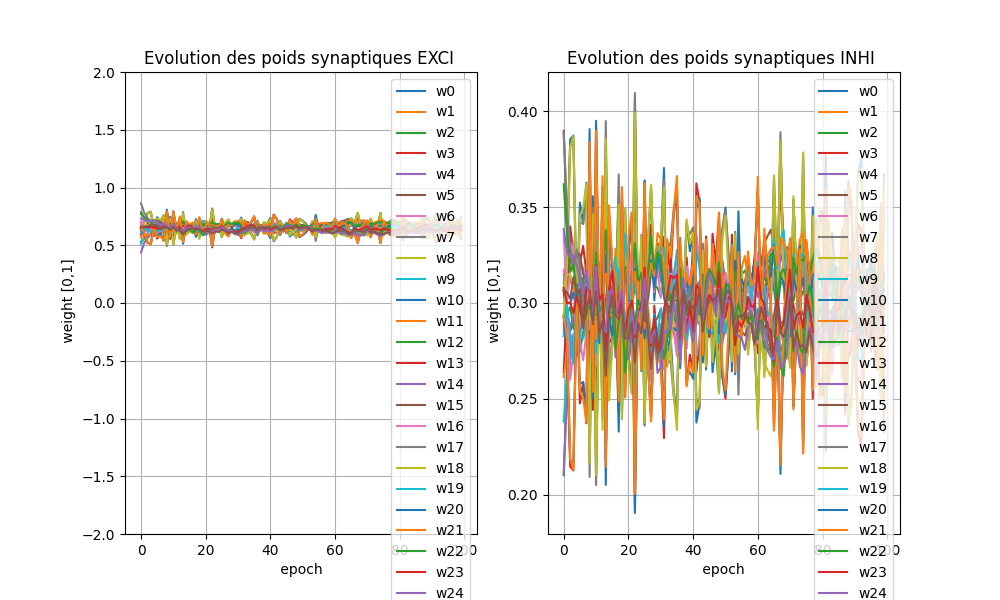 Evolution des poids synaptiques EXCI
weight [0,1]
2.0
1.5
1.0
0.5
0.0
−0.5
−1.0
−1.5
−2.0
0
20
40
60
80
100
epoch
w0
w1
w2
w3
w4
w5
w6
w7
w8
w9
w10
w11
w12
w13
w14
w15
w16
w17
w18
w19
w20
w21
w22
w23
w24
Evolution des poids synaptiques INHI
weight [0,1]
0.40
0.35
0.30
0.25
0.20
0
20
40
60
80
100
epoch
w0
w1
w2
w3
w4
w5
w6
w7
w8
w9
w10
w11
w12
w13
w14
w15
w16
w17
w18
w19
w20
w21
w22
w23
w24